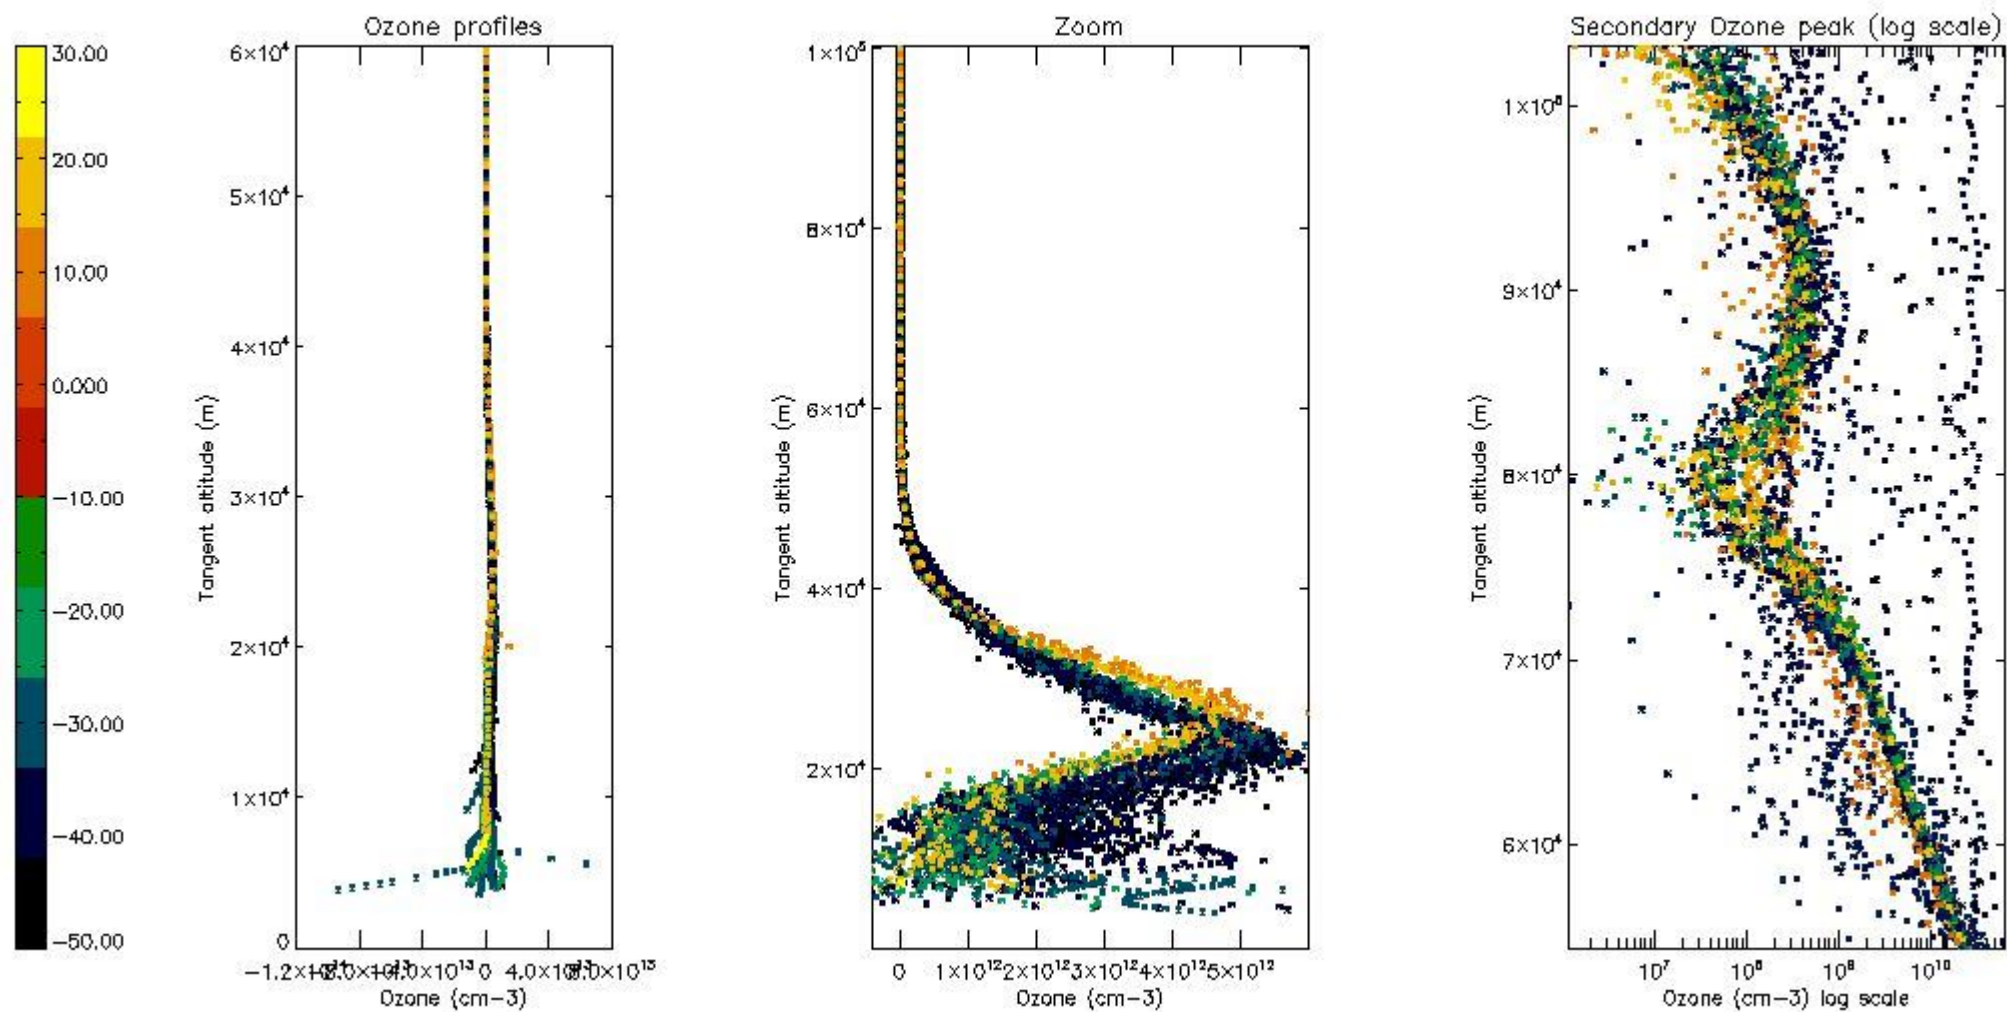 Ozone profiles
Zoom
Secondary Ozone peak (log scale)
30.00
20.00
10.00
0.000
−10.00
−20.00
−30.00
−40.00
−50.00
6×10⁴
5×10⁴
4×10⁴
3×10⁴
2×10⁴
1×10⁴
0
Tangent altitude (m)
0 4.0×10¹³
Ozone (cm−3)
1×10⁵
8×10⁴
6×10⁴
4×10⁴
2×10⁴
Tangent altitude (m)
0 1×10¹² 2×10¹² 3×10¹² 4×10¹² 5×10¹²
Ozone (cm−3)
9×10⁴
8×10⁴
7×10⁴
6×10⁴
Tangent altitude (m)
10⁷ 10⁸ 10⁹ 10¹⁰
Ozone (cm−3) log scale